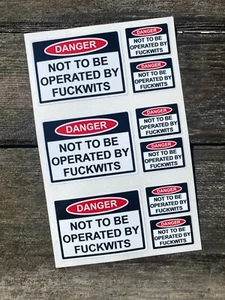 DANGER
NOT TO BE
OPERATED BY
FUCKWITS
DANGER
NOT TO BE
OPERATED BY
FUCKWITS
DANGER
NOT TO BE
OPERATED BY
FUCKWITS
DANGER
NOT TO BE
OPERATED BY
FUCKWITS
DANGER
NOT TO BE
OPERATED BY
FUCKWITS
DANGER
NOT TO BE
OPERATED BY
FUCKWITS
DANGER
NOT TO BE
OPERATED BY
FUCKWITS
DANGER
NOT TO BE
OPERATED BY
FUCKWITS
DANGER
NOT TO BE
OPERATED BY
FUCKWITS